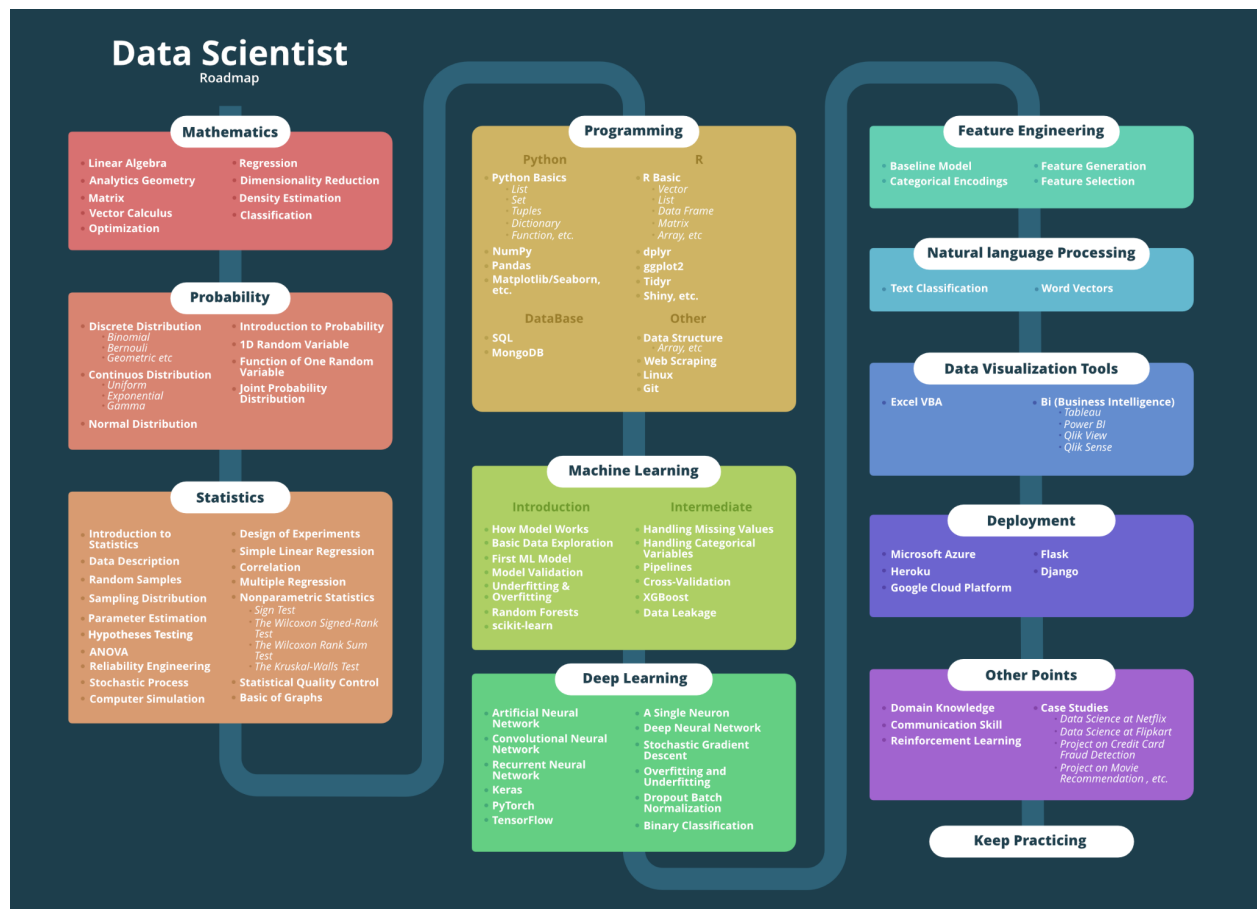 Data Scientist
Roadmap
Mathematics
Linear Algebra
Analytics Geometry
Matrix
Vector Calculus
Optimization
Regression
Dimensionality Reduction
Density Estimation
Classification
Probability
Discrete Distribution
Binomial
Bernouli
Geometric etc
Continuos Distribution
Uniform
Exponential
Gamma
Normal Distribution
Introduction to Probability
1D Random Variable
Function of One Random
Variable
Joint Probability
Distribution
Statistics
Introduction to
Statistics
Data Description
Random Samples
Sampling Distribution
Parameter Estimation
Hypotheses Testing
ANOVA
Reliability Engineering
Stochastic Process
Computer Simulation
Design of Experiments
Simple Linear Regression
Correlation
Multiple Regression
Nonparametric Statistics
Sign Test
The Wilcoxon Signed-Rank
Test
The Wilcoxon Rank Sum
Test
The Kruskal-Walls Test
Statistical Quality Control
Basic of Graphs
Programming
Python
Python Basics
List
Set
Tuples
Dictionary
Function, etc.
NumPy
Pandas
Matplotlib/Seaborn,
etc.
R
R Basic
Vector
List
Data Frame
Matrix
Array, etc
dplyr
ggplot2
Tidyr
Shiny, etc.
DataBase
SQL
MongoDB
Other
Data Structure
Array, etc
Web Scraping
Linux
Git
Machine Learning
Introduction
How Model Works
Basic Data Exploration
First ML Model
Model Validation
Underfitting &
Overfitting
Random Forests
scikit-learn
Intermediate
Handling Missing Values
Handling Categorical
Variables
Pipelines
Cross-Validation
XGBoost
Data Leakage
Deep Learning
Artificial Neural
Network
Convolutional Neural
Network
Recurrent Neural
Network
Keras
PyTorch
TensorFlow
A Single Neuron
Deep Neural Network
Stochastic Gradient
Descent
Overfitting and
Underfitting
Dropout Batch
Normalization
Binary Classification
Feature Engineering
Baseline Model
Categorical Encodings
Feature Generation
Feature Selection
Natural language Processing
Text Classification
Word Vectors
Data Visualization Tools
Excel VBA
Bi (Business Intelligence)
Tableau
Power BI
Qlik View
Qlik Sense
Deployment
Microsoft Azure
Heroku
Google Cloud Platform
Flask
Django
Other Points
Domain Knowledge
Communication Skill
Reinforcement Learning
Case Studies
Data Science at Netflix
Data Science at Flipkart
Project on Credit Card
Fraud Detection
Project on Movie
Recommendation , etc.
Keep Practicing